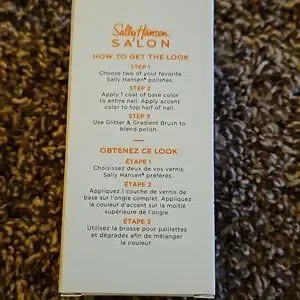 Sally Hansen
SALON
HOW TO GET THE LOOK
STEP 1
Choose two of your favorite
Sally Hansen® polishes.
STEP 2
Apply 1 coat of base color
to entire nail. Apply accent
color to top half of nail.
STEP 3
Use Glitter & Gradient Brush to
blend polish.
OBTENEZ CE LOOK
ÉTAPE 1
Choisissez deux de vos vernis
Sally Hansen® préférés.
ÉTAPE 2
Appliquez 1 couche de vernis de
base sur l'ongle complet. Appliquez
la couleur d'accent sur la moitié
supérieure de l'ongle.
ÉTAPE 3
Utilisez la brosse pour paillettes
et dégradés afin de mélanger
la couleur.